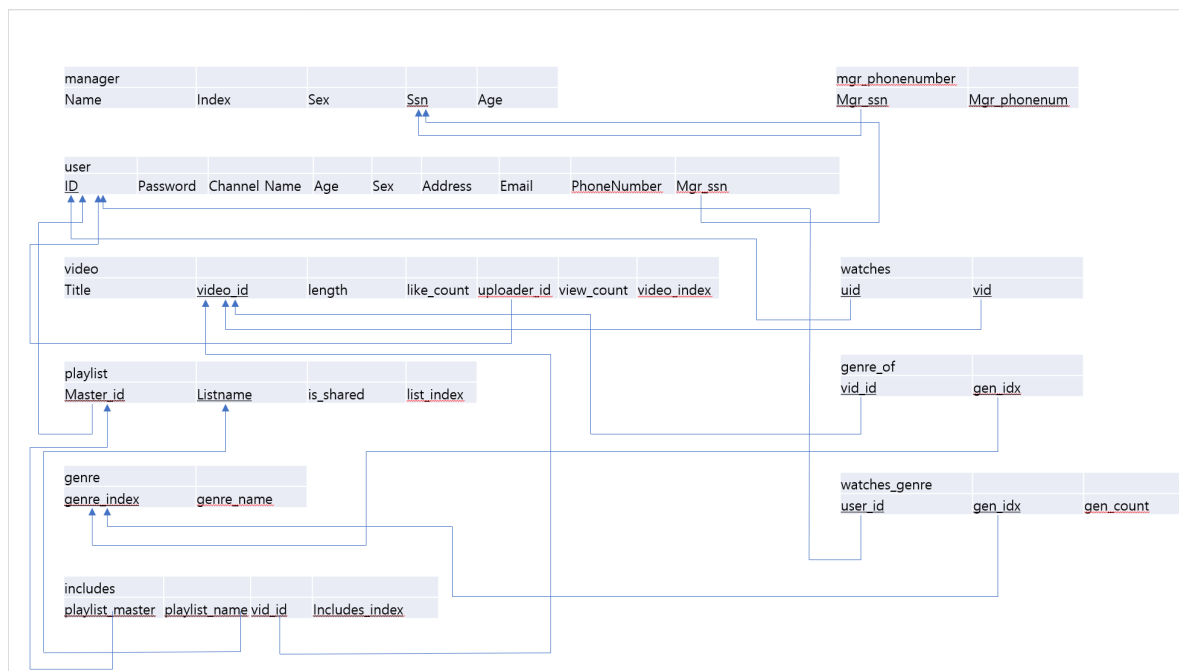 manager
Name Index Sex Ssn Age
mgr_phonenumber
Mgr_ssn Mgr_phonenum
user
ID Password Channel Name Age Sex Address Email PhoneNumber Mgr_ssn
video
Title video_id length like_count uploader_id view_count video_index
watches
uid vid
playlist
Master_id Listname is_shared list_index
genre_of
vid_id gen_idx
genre
genre_index genre_name
watches_genre
user_id gen_idx gen_count
includes
playlist_master playlist_name vid_id Includes_index